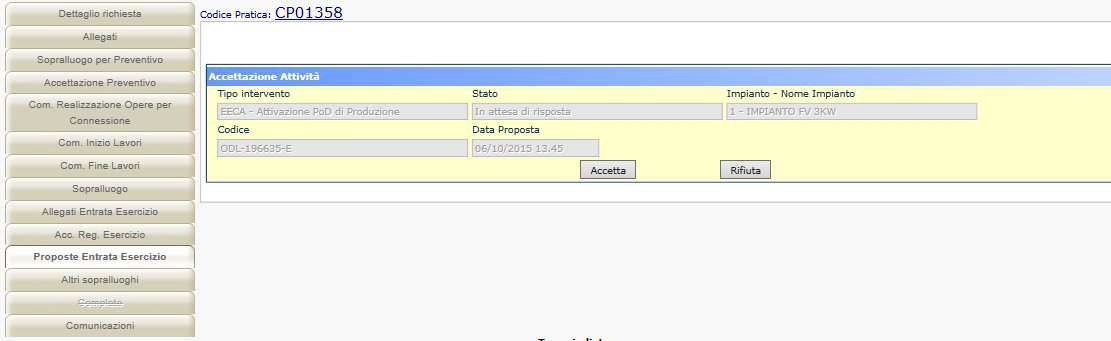 Dettaglio richiesta
Allegati
Sopralluogo per Preventivo
Accettazione Preventivo
Com. Realizzazione Opere per
Connessione
Com. Inizio Lavori
Com. Fine Lavori
Sopralluogo
Allegati Entrata Esercizio
Acc. Reg. Esercizio
Proposte Entrata Esercizio
Altri sopralluoghi
Completa
Comunicazioni
Codice Pratica: CP01358
Accettazione Attività
Tipo intervento Stato Impianto - Nome Impianto
EECA - Attivazione PoD di Produzione In attesa di risposta 1 - IMPIANTO FV 3KW
Codice Data Proposta
ODL-196635-E 06/10/2015 13.45
Accetta Rifiuta